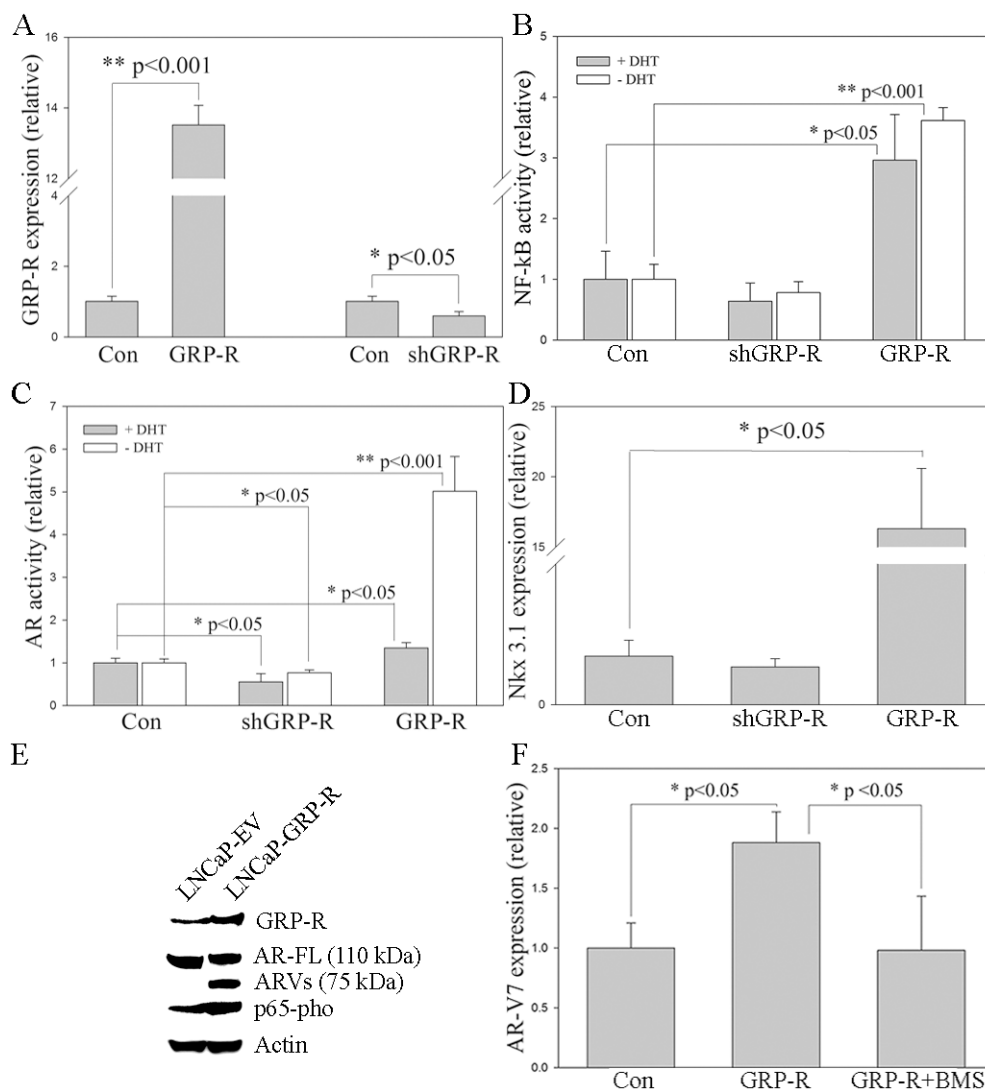 A
GRP-R expression (relative)
16
14
12
4
2
0
** p<0.001
* p<0.05
Con
GRP-R
Con
shGRP-R
B
NF-kB activity (relative)
5
4
3
2
1
0
+ DHT
- DHT
** p<0.001
* p<0.05
Con
shGRP-R
GRP-R
C
AR activity (relative)
7
6
5
4
3
2
1
0
+ DHT
- DHT
** p<0.001
* p<0.05
* p<0.05
* p<0.05
Con
shGRP-R
GRP-R
D
Nkx 3.1 expression (relative)
25
20
15
0
* p<0.05
Con
shGRP-R
GRP-R
E
LNCaP-EV
LNCaP-GRP-R
GRP-R
AR-FL (110 kDa)
ARVs (75 kDa)
p65-pho
Actin
F
AR-V7 expression (relative)
2.5
2.0
1.5
1.0
0.5
0.0
* p<0.05
* p<0.05
Con
GRP-R
GRP-R+BMS